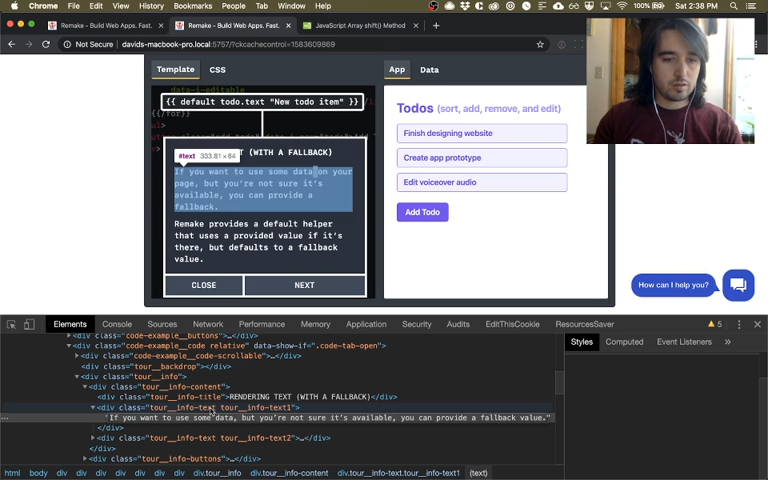 Chrome File Edit View History Bookmarks People Tab Window Help 100% Sat 2:38 PM
Remake - Build Web Apps. Fast.
Remake - Build Web Apps. Fast.
JavaScript Array shift() Method
Not Secure davids-macbook-pro.local:5757/?ckcachecontrol=1583609869
Template CSS
data-i-editable
{{ default todo.text "New todo item" }}
{{/for}}
ul>
T (WITH A FALLBACK)
#text 333.81 × 84
If you want to use some data on your
page, but you're not sure it's
available, you can provide a
fallback.
Remake provides a default helper
that uses a provided value if it's
there, but defaults to a fallback
value.
CLOSE NEXT
App Data
Todos (sort, add, remove, and edit)
Finish designing website
Create app prototype
Edit voiceover audio
Add Todo
How can I help you?
Elements Console Sources Network Performance Memory Application Security Audits EditThisCookie ResourcesSaver 5
<div class="code-example__buttons">…</div>
<div class="code-example__code relative" data-show-if=".code-tab-open">
<div class="code-example__code-scrollable">…</div>
<div class="tour__backdrop"></div>
<div class="tour__info">
<div class="tour__info-content">
<div class="tour__info-title">RENDERING TEXT (WITH A FALLBACK)</div>
<div class="tour__info-text tour__info-text1">
"If you want to use some data, but you're not sure it's available, you can provide a fallback value."
</div>
<div class="tour__info-text tour__info-text2">…</div>
</div>
<div class="tour__info-buttons">…</div>
html body div div div div div div div div.tour__info div.tour__info-content div.tour__info-text.tour__info-text1 (text)
Styles Computed Event Listeners